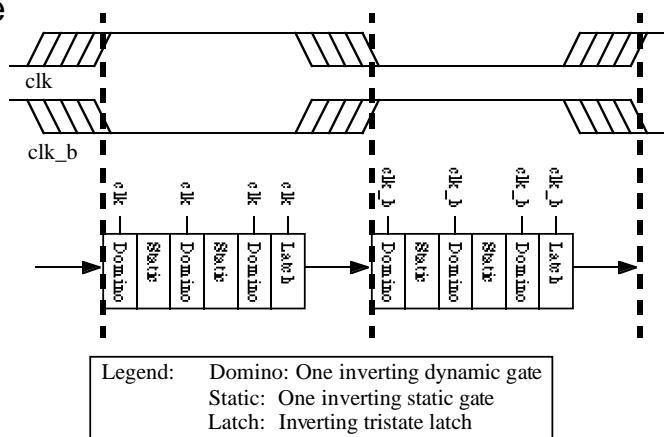 e
clk
clk_b
clk clk clk clk clk_b clk_b clk_b clk_b
Domino Static Domino Static Domino Latch Domino Static Domino Static Domino Latch
Legend: Domino: One inverting dynamic gate
Static: One inverting static gate
Latch: Inverting tristate latch